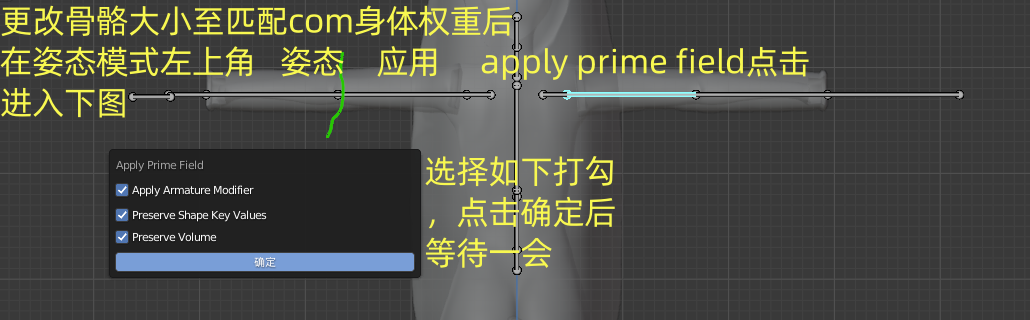 更改骨骼大小至匹配com身体权重后
在姿态模式左上角 姿态 应用 apply prime field点击
进入下图
Apply Prime Field
Apply Armature Modifier
Preserve Shape Key Values
Preserve Volume
确定
选择如下打勾
，点击确定后
等待一会